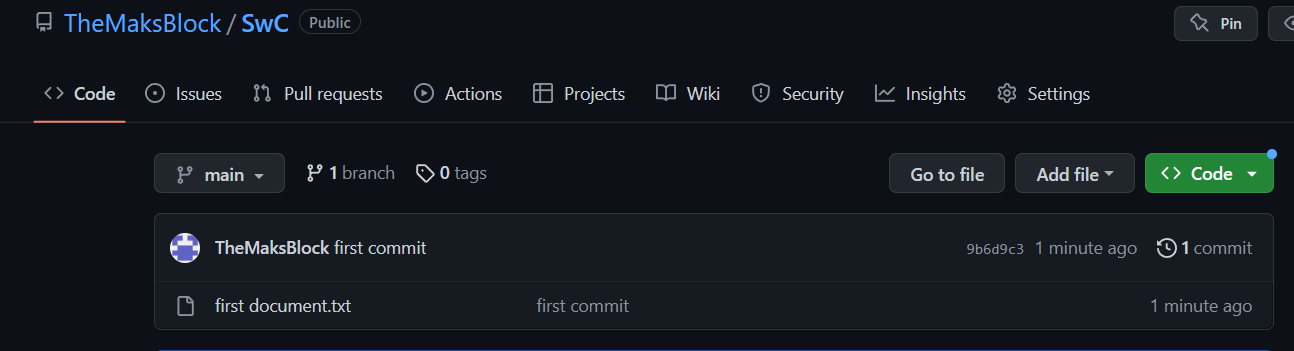 TheMaksBlock / SwC Public Pin
Code Issues Pull requests Actions Projects Wiki Security Insights Settings
main 1 branch 0 tags Go to file Add file Code
TheMaksBlock first commit 9b6d9c3 1 minute ago 1 commit
first document.txt first commit 1 minute ago